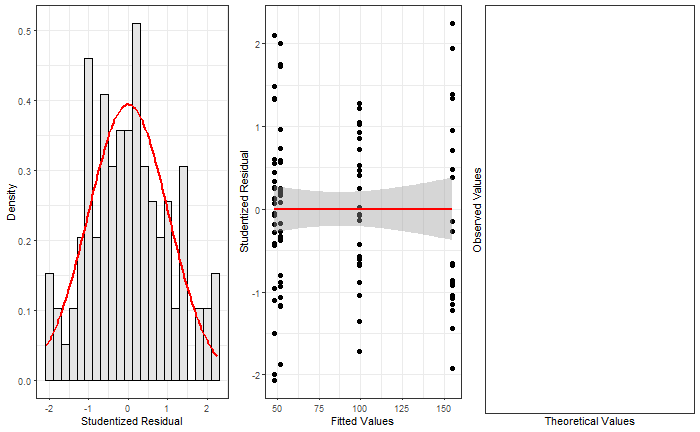 Density
0.5
0.4
0.3
0.2
0.1
0.0
-2 -1 0 1 2
Studentized Residual
Studentized Residual
2
1
0
-1
-2
50 75 100 125 150
Fitted Values
Observed Values
Theoretical Values